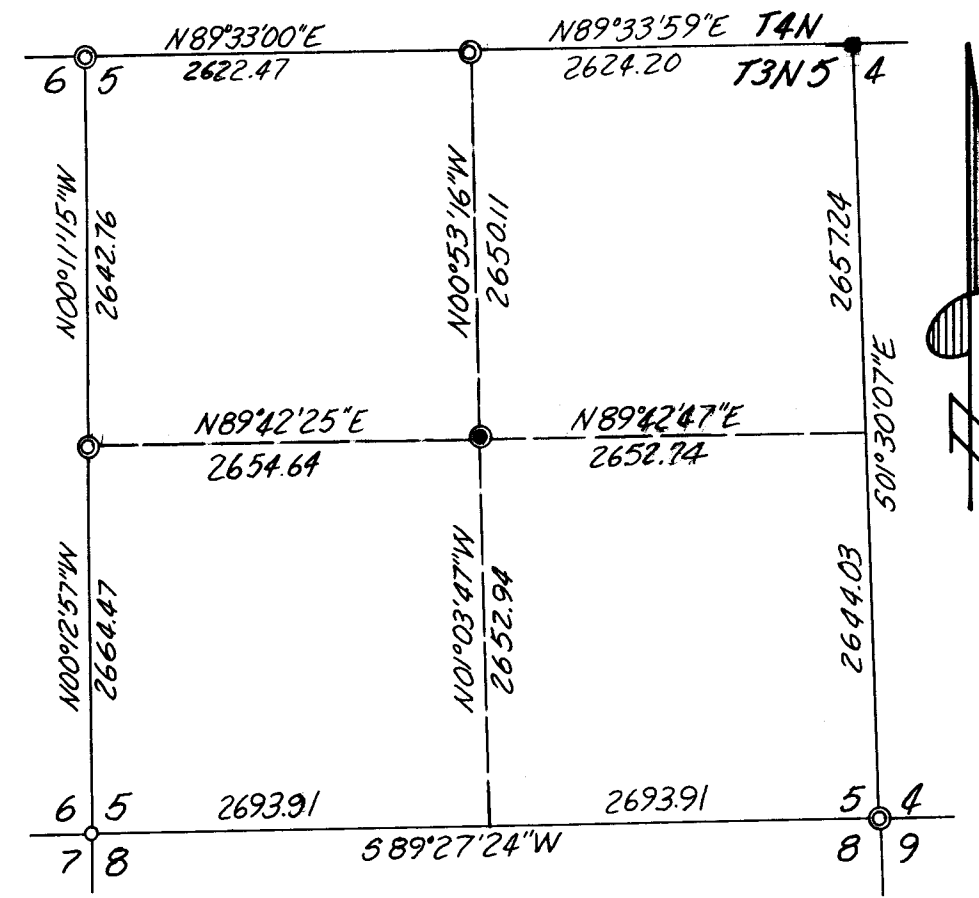 N89°33'00"E
2622.47
N89°33'59"E
2624.20
T4N
T3N 5
4
6 5
N00°11'15"W
2642.76
N00°53'16"W
2650.11
2657.24
S01°30'07"E
N89°42'25"E
2654.64
N89°42'47"E
2652.74
N00°12'57"W
2664.47
N01°03'47"W
2652.94
2644.03
6 5
2693.91
2693.91
5 4
7 8
S89°27'24"W
8 9